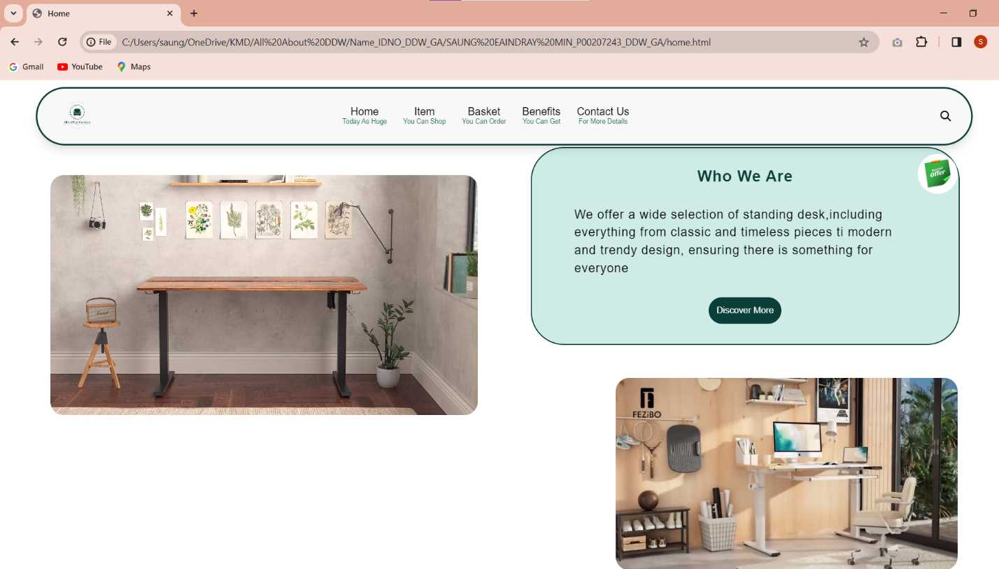 Home
File
C:/Users/saung/OneDrive/KMD/All%20About%20DDW/Name_IDNO_DDW_GA/SAUNG%20EAINDRAY%20MIN_P00207243_DDW_GA/home.html
S
Gmail YouTube Maps
Home Item Basket Benefits Contact Us
Today As Huge You Can Shop You Can Order You Can Get For More Details
Who We Are
Special
Offer
We offer a wide selection of standing desk,including
everything from classic and timeless pieces ti modern
and trendy design, ensuring there is something for
everyone
Discover More
FEZiBO